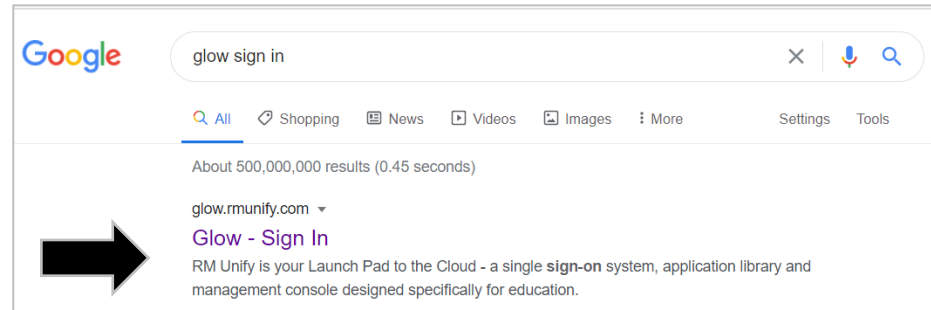 Google
glow sign in
All Shopping News Videos Images More Settings Tools
About 500,000,000 results (0.45 seconds)
glow.rmunify.com
Glow - Sign In
RM Unify is your Launch Pad to the Cloud - a single sign-on system, application library and
management console designed specifically for education.